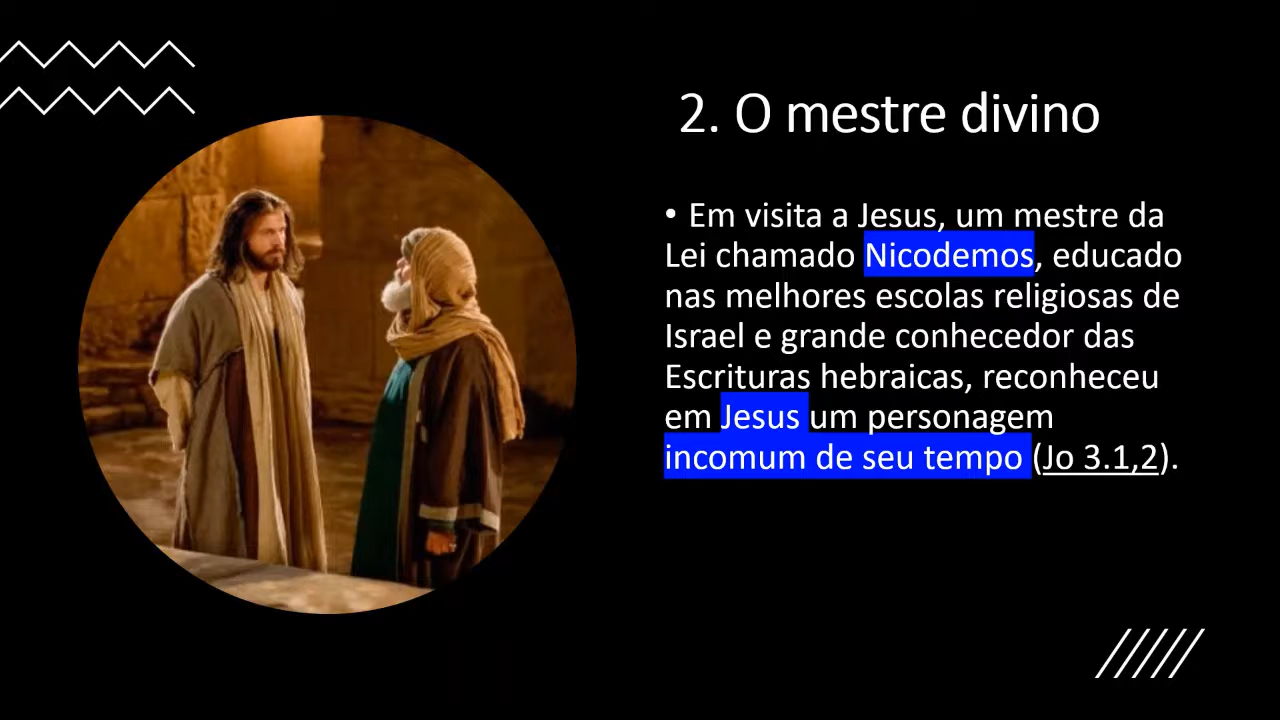 2. O mestre divino
• Em visita a Jesus, um mestre da
Lei chamado Nicodemos, educado
nas melhores escolas religiosas de
Israel e grande conhecedor das
Escrituras hebraicas, reconheceu
em Jesus um personagem
incomum de seu tempo (Jo 3.1,2).